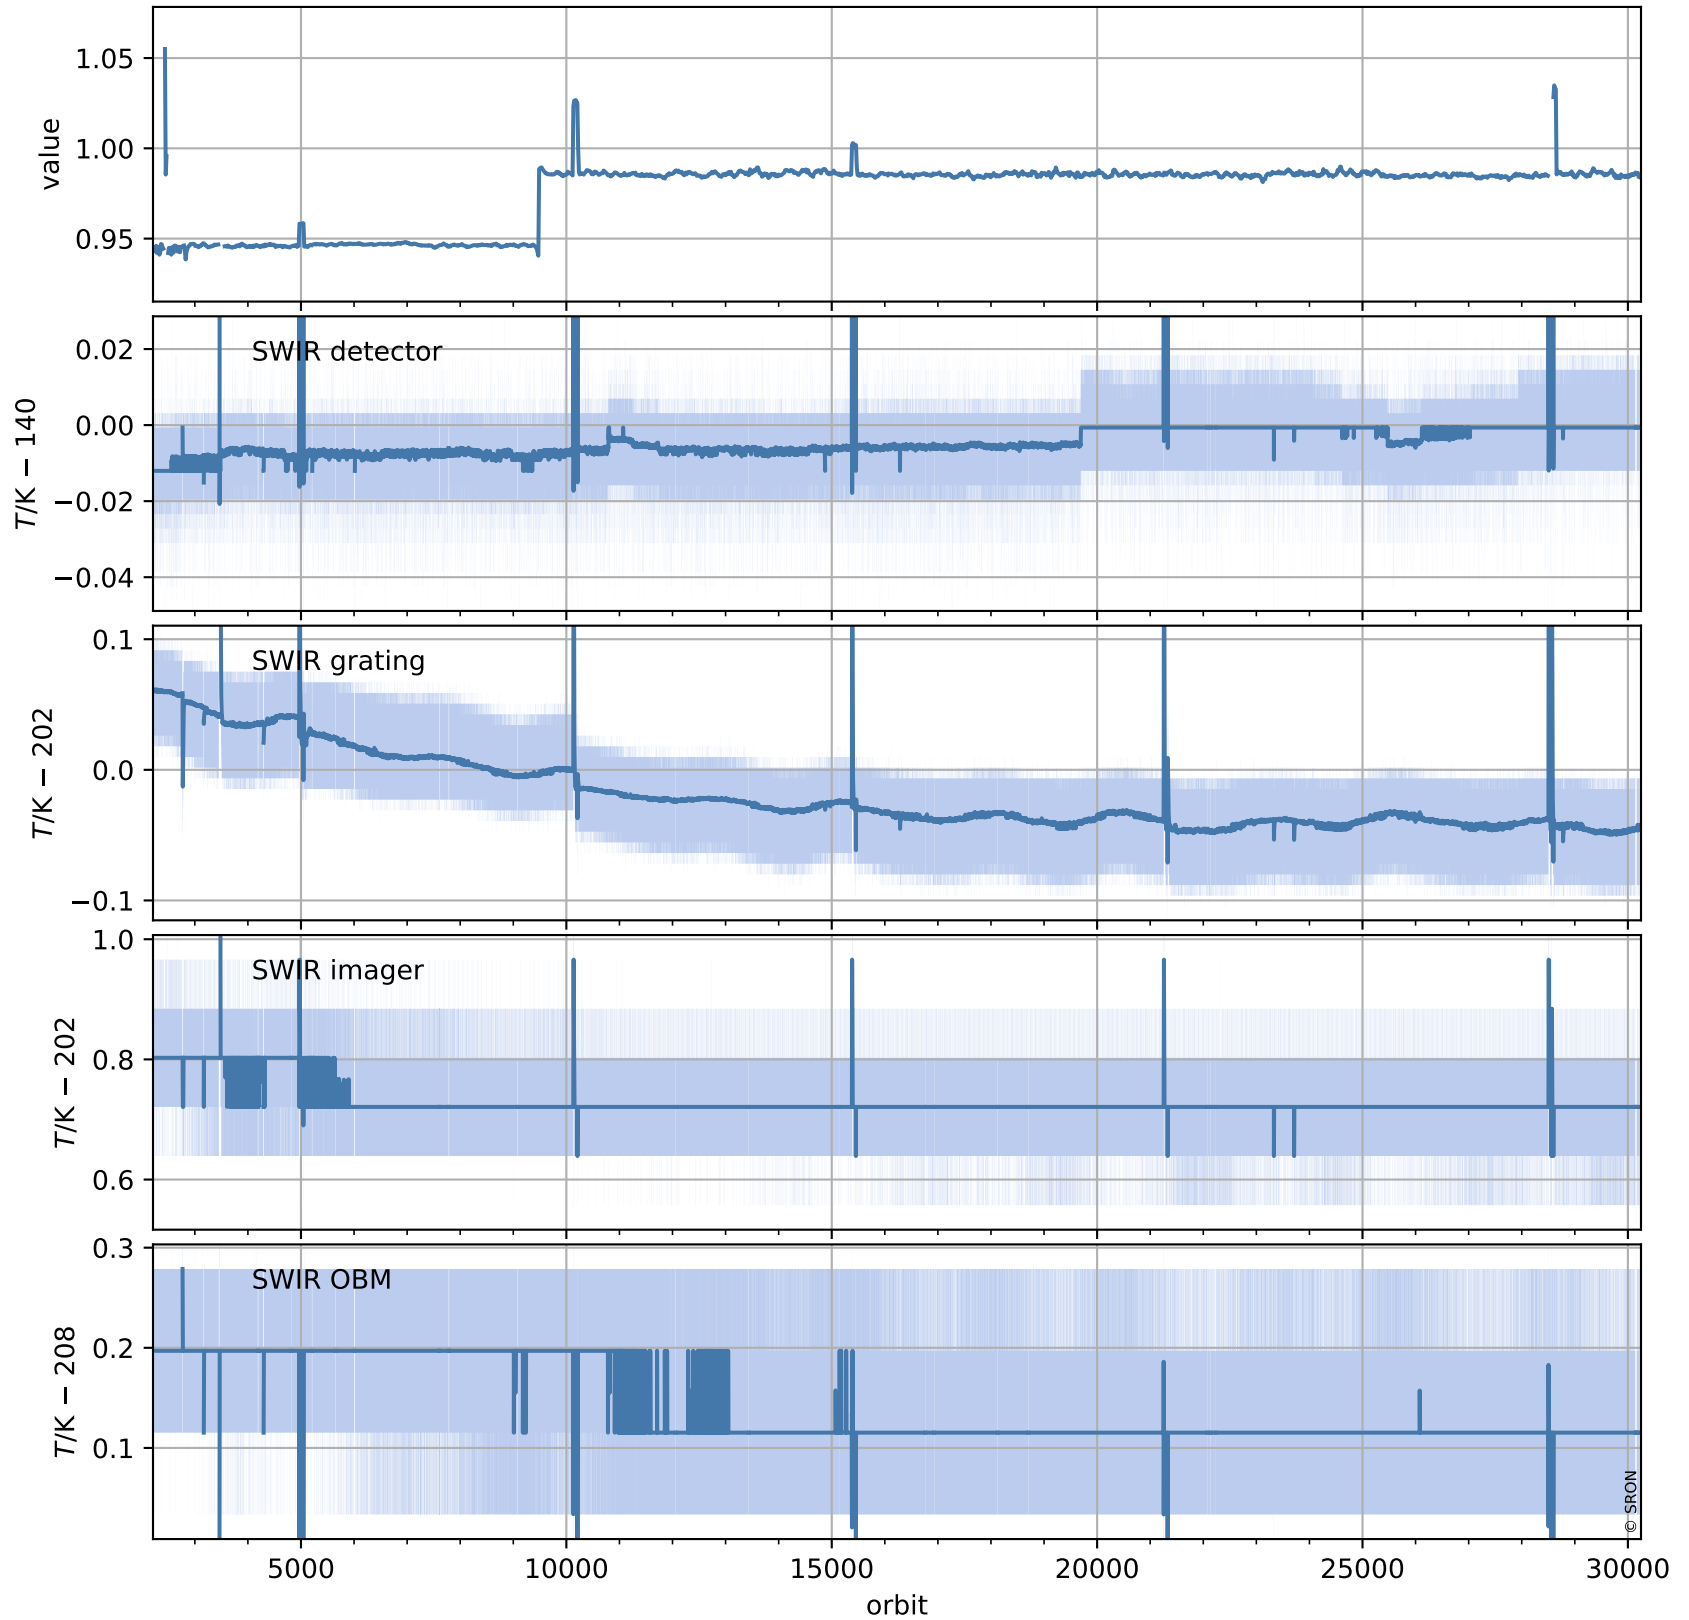 value
1.05
1.00
0.95
T/K − 140
SWIR detector
0.02
0.00
−0.02
−0.04
T/K − 202
SWIR grating
0.1
0.0
−0.1
T/K − 202
SWIR imager
1.0
0.8
0.6
T/K − 208
SWIR OBM
0.3
0.2
0.1
© SRON
5000 10000 15000 20000 25000 30000
orbit